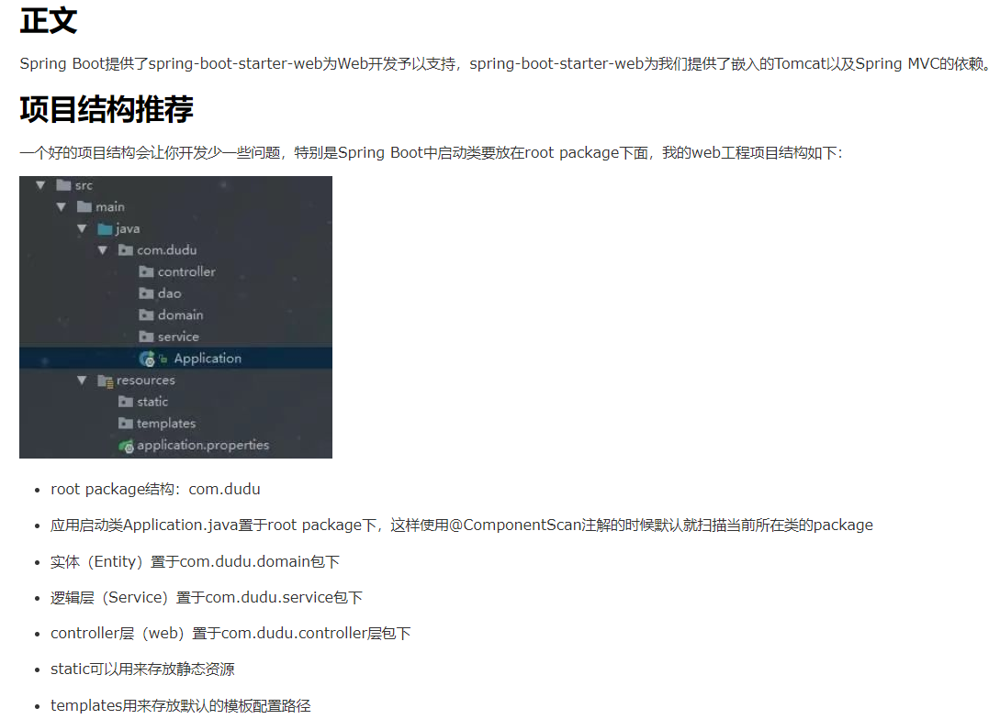 正文
Spring Boot提供了spring-boot-starter-web为Web开发予以支持，spring-boot-starter-web为我们提供了嵌入的Tomcat以及Spring MVC的依赖。
项目结构推荐
一个好的项目结构会让你开发少一些问题，特别是Spring Boot中启动类要放在root package下面，我的web工程项目结构如下：
src
main
java
com.dudu
controller
dao
domain
service
Application
resources
static
templates
application.properties
root package结构：com.dudu
应用启动类Application.java置于root package下，这样使用@ComponentScan注解的时候默认就扫描当前所在类的package
实体（Entity）置于com.dudu.domain包下
逻辑层（Service）置于com.dudu.service包下
controller层（web）置于com.dudu.controller层包下
static可以用来存放静态资源
templates用来存放默认的模板配置路径